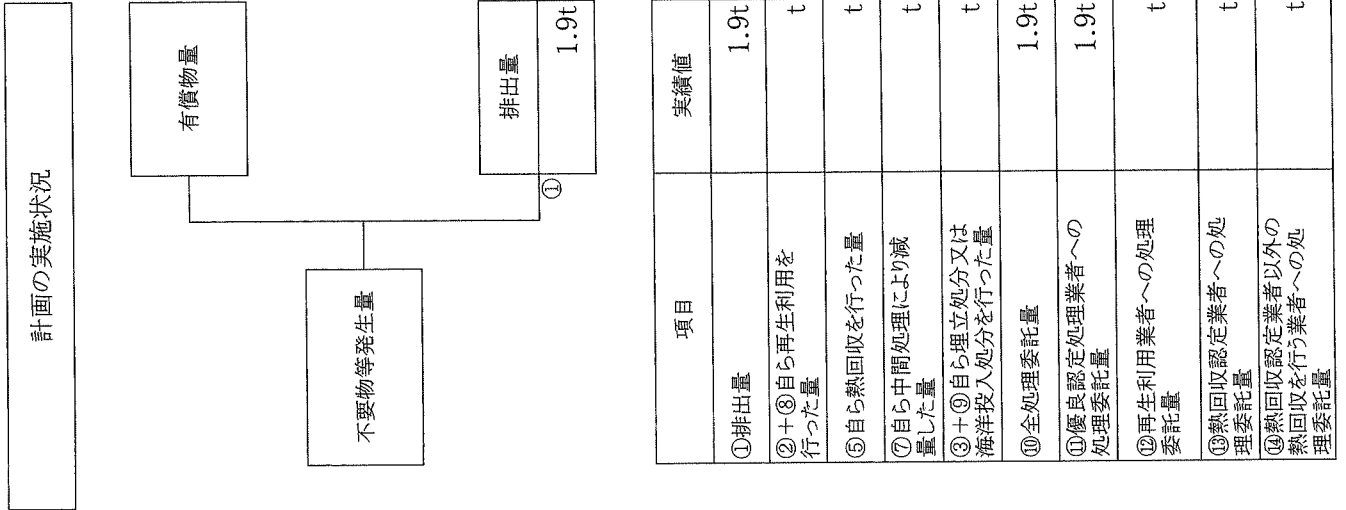 計画の実施状況
有償物量
不要物等発生量
排出量
① 1.9t
項目 実績値
①排出量 1.9t
②+⑧自ら再生利用を
行った量 t
⑤自ら熱回収を行った量 t
⑦自ら中間処理により減
量した量 t
③+⑨自ら埋立処分又は
海洋投入処分を行った量 t
⑩全処理委託量 1.9t
⑪優良認定処理業者への
処理委託量 1.9t
⑫再生利用業者への処理
委託量 t
⑬熱回収認定業者への処
理委託量 t
⑭熱回収認定業者以外の
熱回収を行う業者への処
理委託量 t